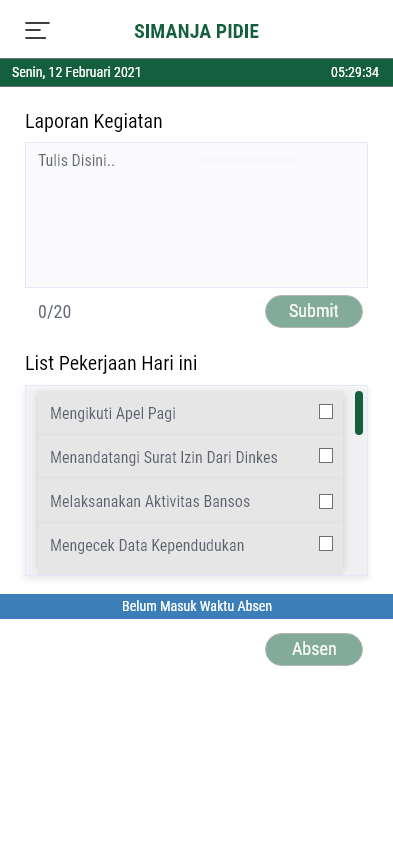 SIMANJA PIDIE
Senin, 12 Februari 2021 05:29:34
Laporan Kegiatan
Tulis Disini..
0/20 Submit
List Pekerjaan Hari ini
Mengikuti Apel Pagi
Menandatangi Surat Izin Dari Dinkes
Melaksanakan Aktivitas Bansos
Mengecek Data Kependudukan
Belum Masuk Waktu Absen
Absen